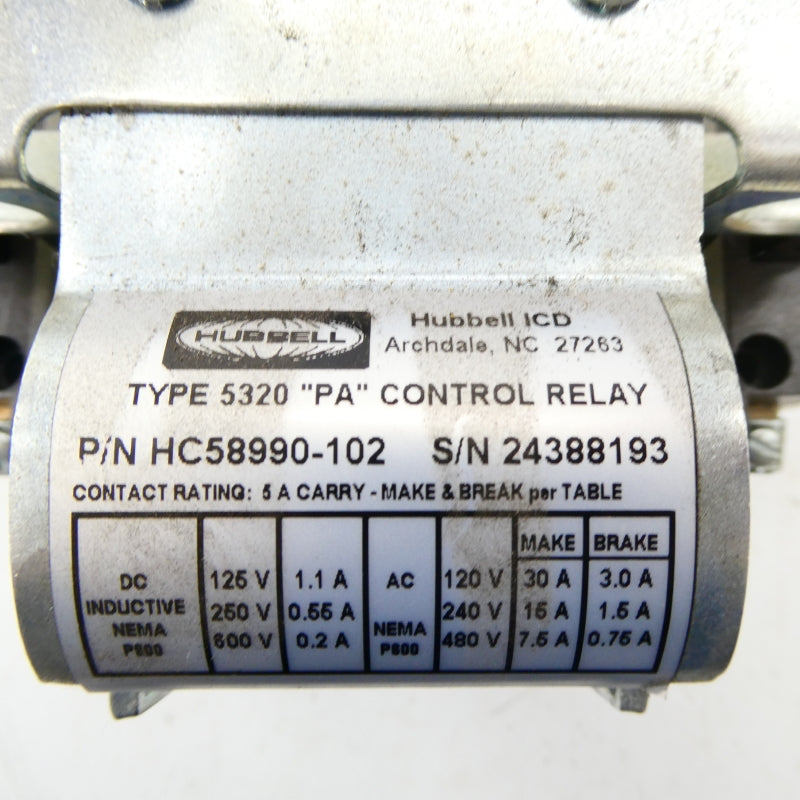 HUBBELL
Hubbell ICD
Archdale, NC 27263
TYPE 5320 "PA" CONTROL RELAY
P/N HC58990-102 S/N 24388193
CONTACT RATING: 5 A CARRY - MAKE & BREAK per TABLE
MAKE BRAKE
DC 125 V 1.1 A AC 120 V 30 A 3.0 A
INDUCTIVE 250 V 0.55 A 240 V 15 A 1.5 A
NEMA 600 V 0.2 A NEMA 480 V 7.5 A 0.75 A
P600 P600